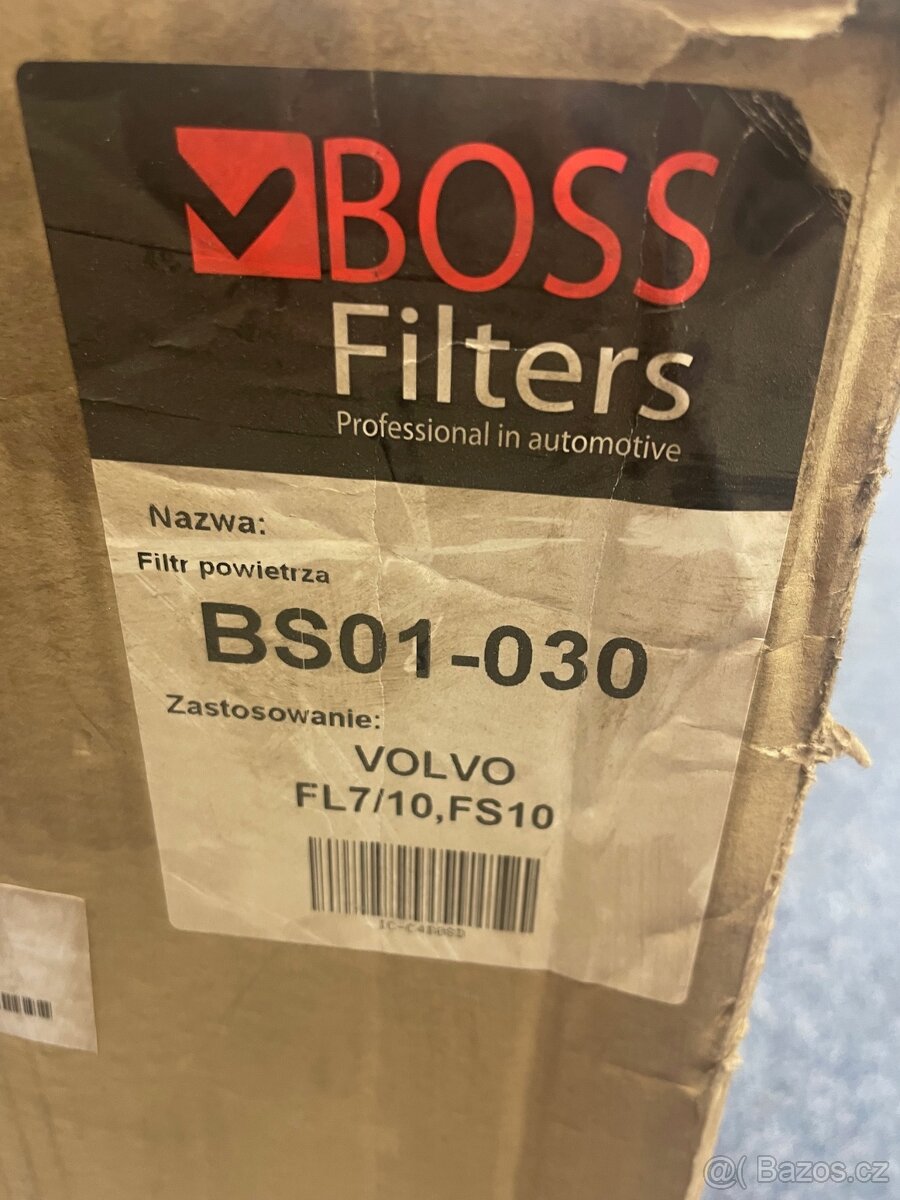 BOSS
Filters
Professional in automotive
Nazwa:
Filtr powietrza
BS01-030
Zastosowanie:
VOLVO
FL7/10,FS10
@( Bazos.cz